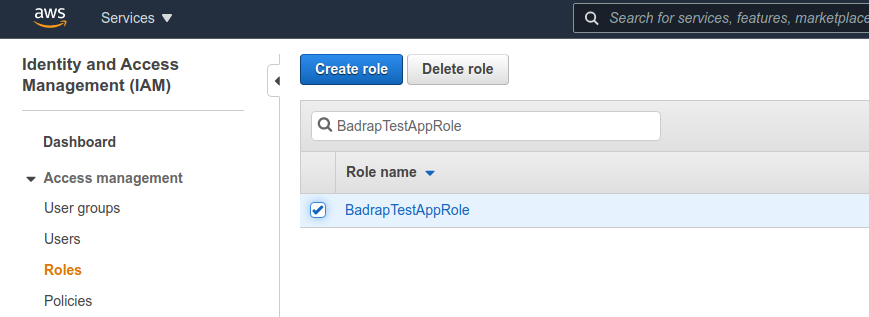 aws
Services
Search for services, features, marketplace
Identity and Access
Management (IAM)
Dashboard
Access management
User groups
Users
Roles
Policies
Create role
Delete role
BadrapTestAppRole
Role name
BadrapTestAppRole